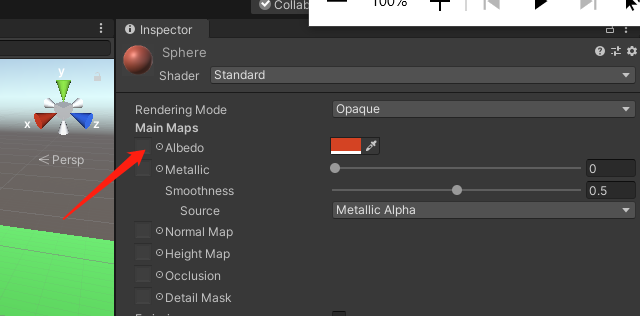 Collab
100%
Inspector
Sphere
Shader Standard
y
x z
Persp
Rendering Mode Opaque
Main Maps
Albedo
Metallic 0
Smoothness 0.5
Source Metallic Alpha
Normal Map
Height Map
Occlusion
Detail Mask